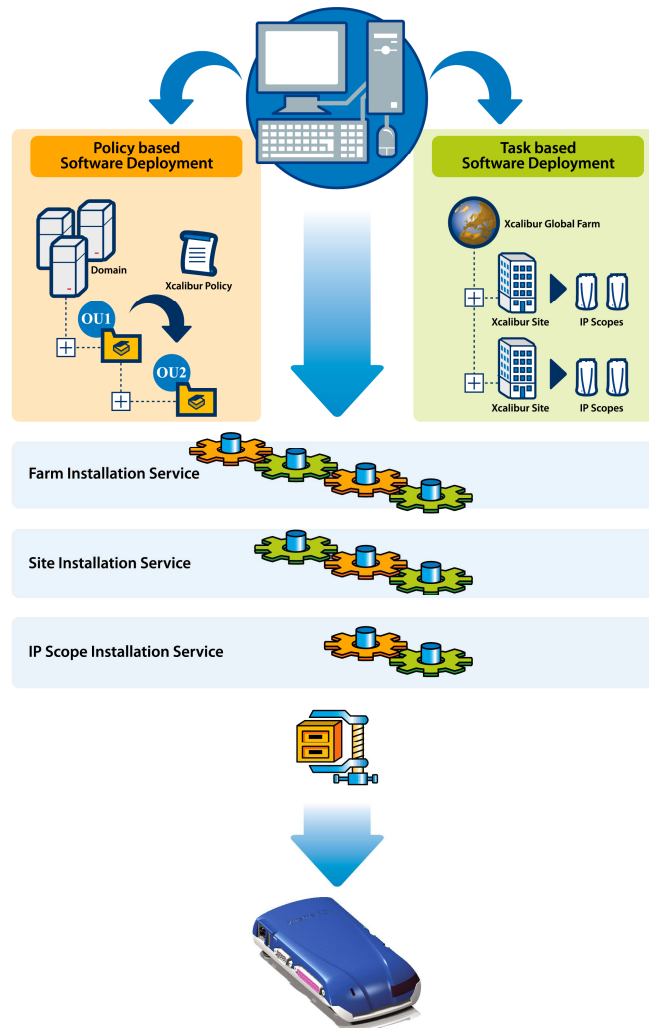 Policy based
Software Deployment
Task based
Software Deployment
Domain
Xcalibur Policy
OU1
OU2
Xcalibur Global Farm
Xcalibur Site
IP Scopes
Xcalibur Site
IP Scopes
Farm Installation Service
Site Installation Service
IP Scope Installation Service